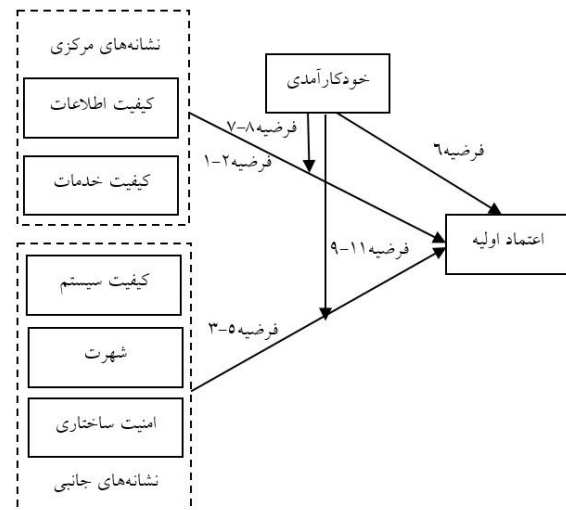 نشانه‌های مرکزی
کیفیت اطلاعات
کیفیت خدمات
خودکارآمدی
فرضیه۸-۷
فرضیه۲-۱
فرضیه۶
اعتماد اولیه
فرضیه۱۱-۹
فرضیه۵-۳
کیفیت سیستم
شهرت
امنیت ساختاری
نشانه‌های جانبی